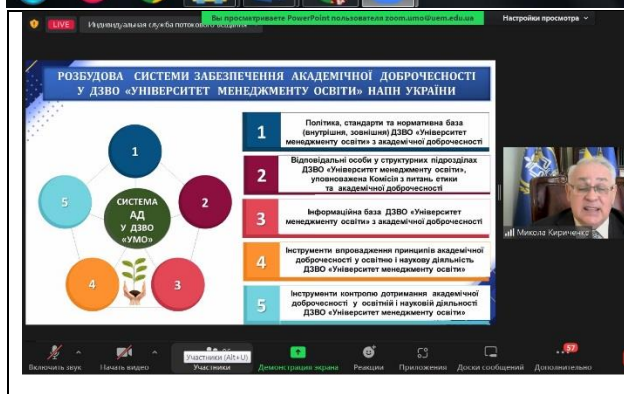 Вы просматриваете PowerPoint пользователя zoom.umo@uem.edu.ua
Настройки просмотра
LIVE
Индивидуальная служба потокового вещания
РОЗБУДОВА СИСТЕМИ ЗАБЕЗПЕЧЕННЯ АКАДЕМІЧНОЇ ДОБРОЧЕСНОСТІ
У ДЗВО «УНІВЕРСИТЕТ МЕНЕДЖМЕНТУ ОСВІТИ» НАПН УКРАЇНИ
1
2
3
4
5
СИСТЕМА
АД
У ДЗВО
«УМО»
1
Політика, стандарти та нормативна база
(внутрішня, зовнішня) ДЗВО «Університет
менеджменту освіти» з академічної доброчесності
2
Відповідальні особи у структурних підрозділах
ДЗВО «Університет менеджменту освіти»,
уповноважена Комісія з питань етики
та академічної доброчесності
3
Інформаційна база ДЗВО «Університет
менеджменту освіти» з академічної доброчесності
4
Інструменти впровадження принципів академічної
доброчесності у освітню і наукову діяльність
ДЗВО «Університет менеджменту освіти»
5
Інструменти контролю дотримання академічної
доброчесності у освітній і науковій діяльності
ДЗВО «Університет менеджменту освіти»
Микола Кириченко
Участники (Alt+U)
57
Включить звук
Начать видео
Участники
Демонстрация экрана
Реакции
Приложения
Доски сообщений
Дополнительно